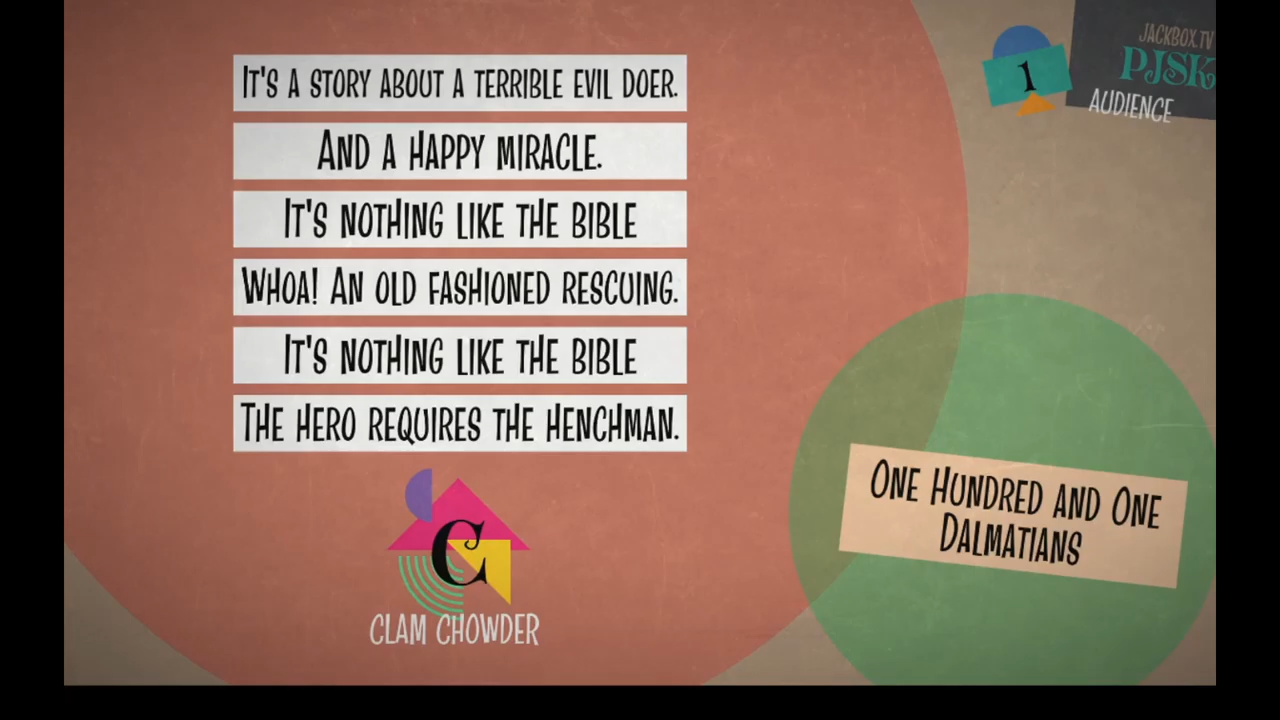 IT'S A STORY ABOUT A TERRIBLE EVIL DOER.
AND A HAPPY MIRACLE.
IT'S NOTHING LIKE THE BIBLE
WHOA! AN OLD FASHIONED RESCUING.
IT'S NOTHING LIKE THE BIBLE
THE HERO REQUIRES THE HENCHMAN.
C
CLAM CHOWDER
1
JACKBOX.TV
PJSK
AUDIENCE
ONE HUNDRED AND ONE
DALMATIANS